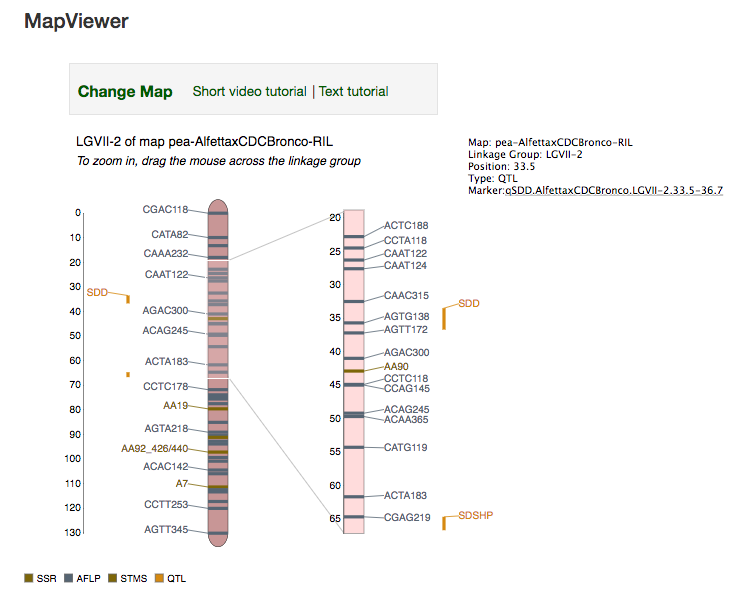 MapViewer
Change Map Short video tutorial | Text tutorial
LGVII-2 of map pea-AlfettaxCDCBronco-RIL
To zoom in, drag the mouse across the linkage group
Map: pea-AlfettaxCDCBronco-RIL
Linkage Group: LGVII-2
Position: 33.5
Type: QTL
Marker:qSDD.AlfettaxCDCBronco.LGVII-2.33.5-36.7
0
10
20
30
40
50
60
70
80
90
100
110
120
130
CGAC118
CATA82
CAAA232
CAAT122
SDD
AGAC300
ACAG245
ACTA183
CCTC178
AA19
AGTA218
AA92_426/440
ACAC142
A7
CCTT253
AGTT345
20
25
30
35
40
45
50
55
60
65
ACTC188
CCTA118
CAAT122
CAAT124
CAAC315
SDD
AGTG138
AGTT172
AGAC300
AA90
CCTC118
CCAG145
ACAG245
ACAA365
CATG119
ACTA183
CGAG219
SDSHP
SSR AFLP STMS QTL